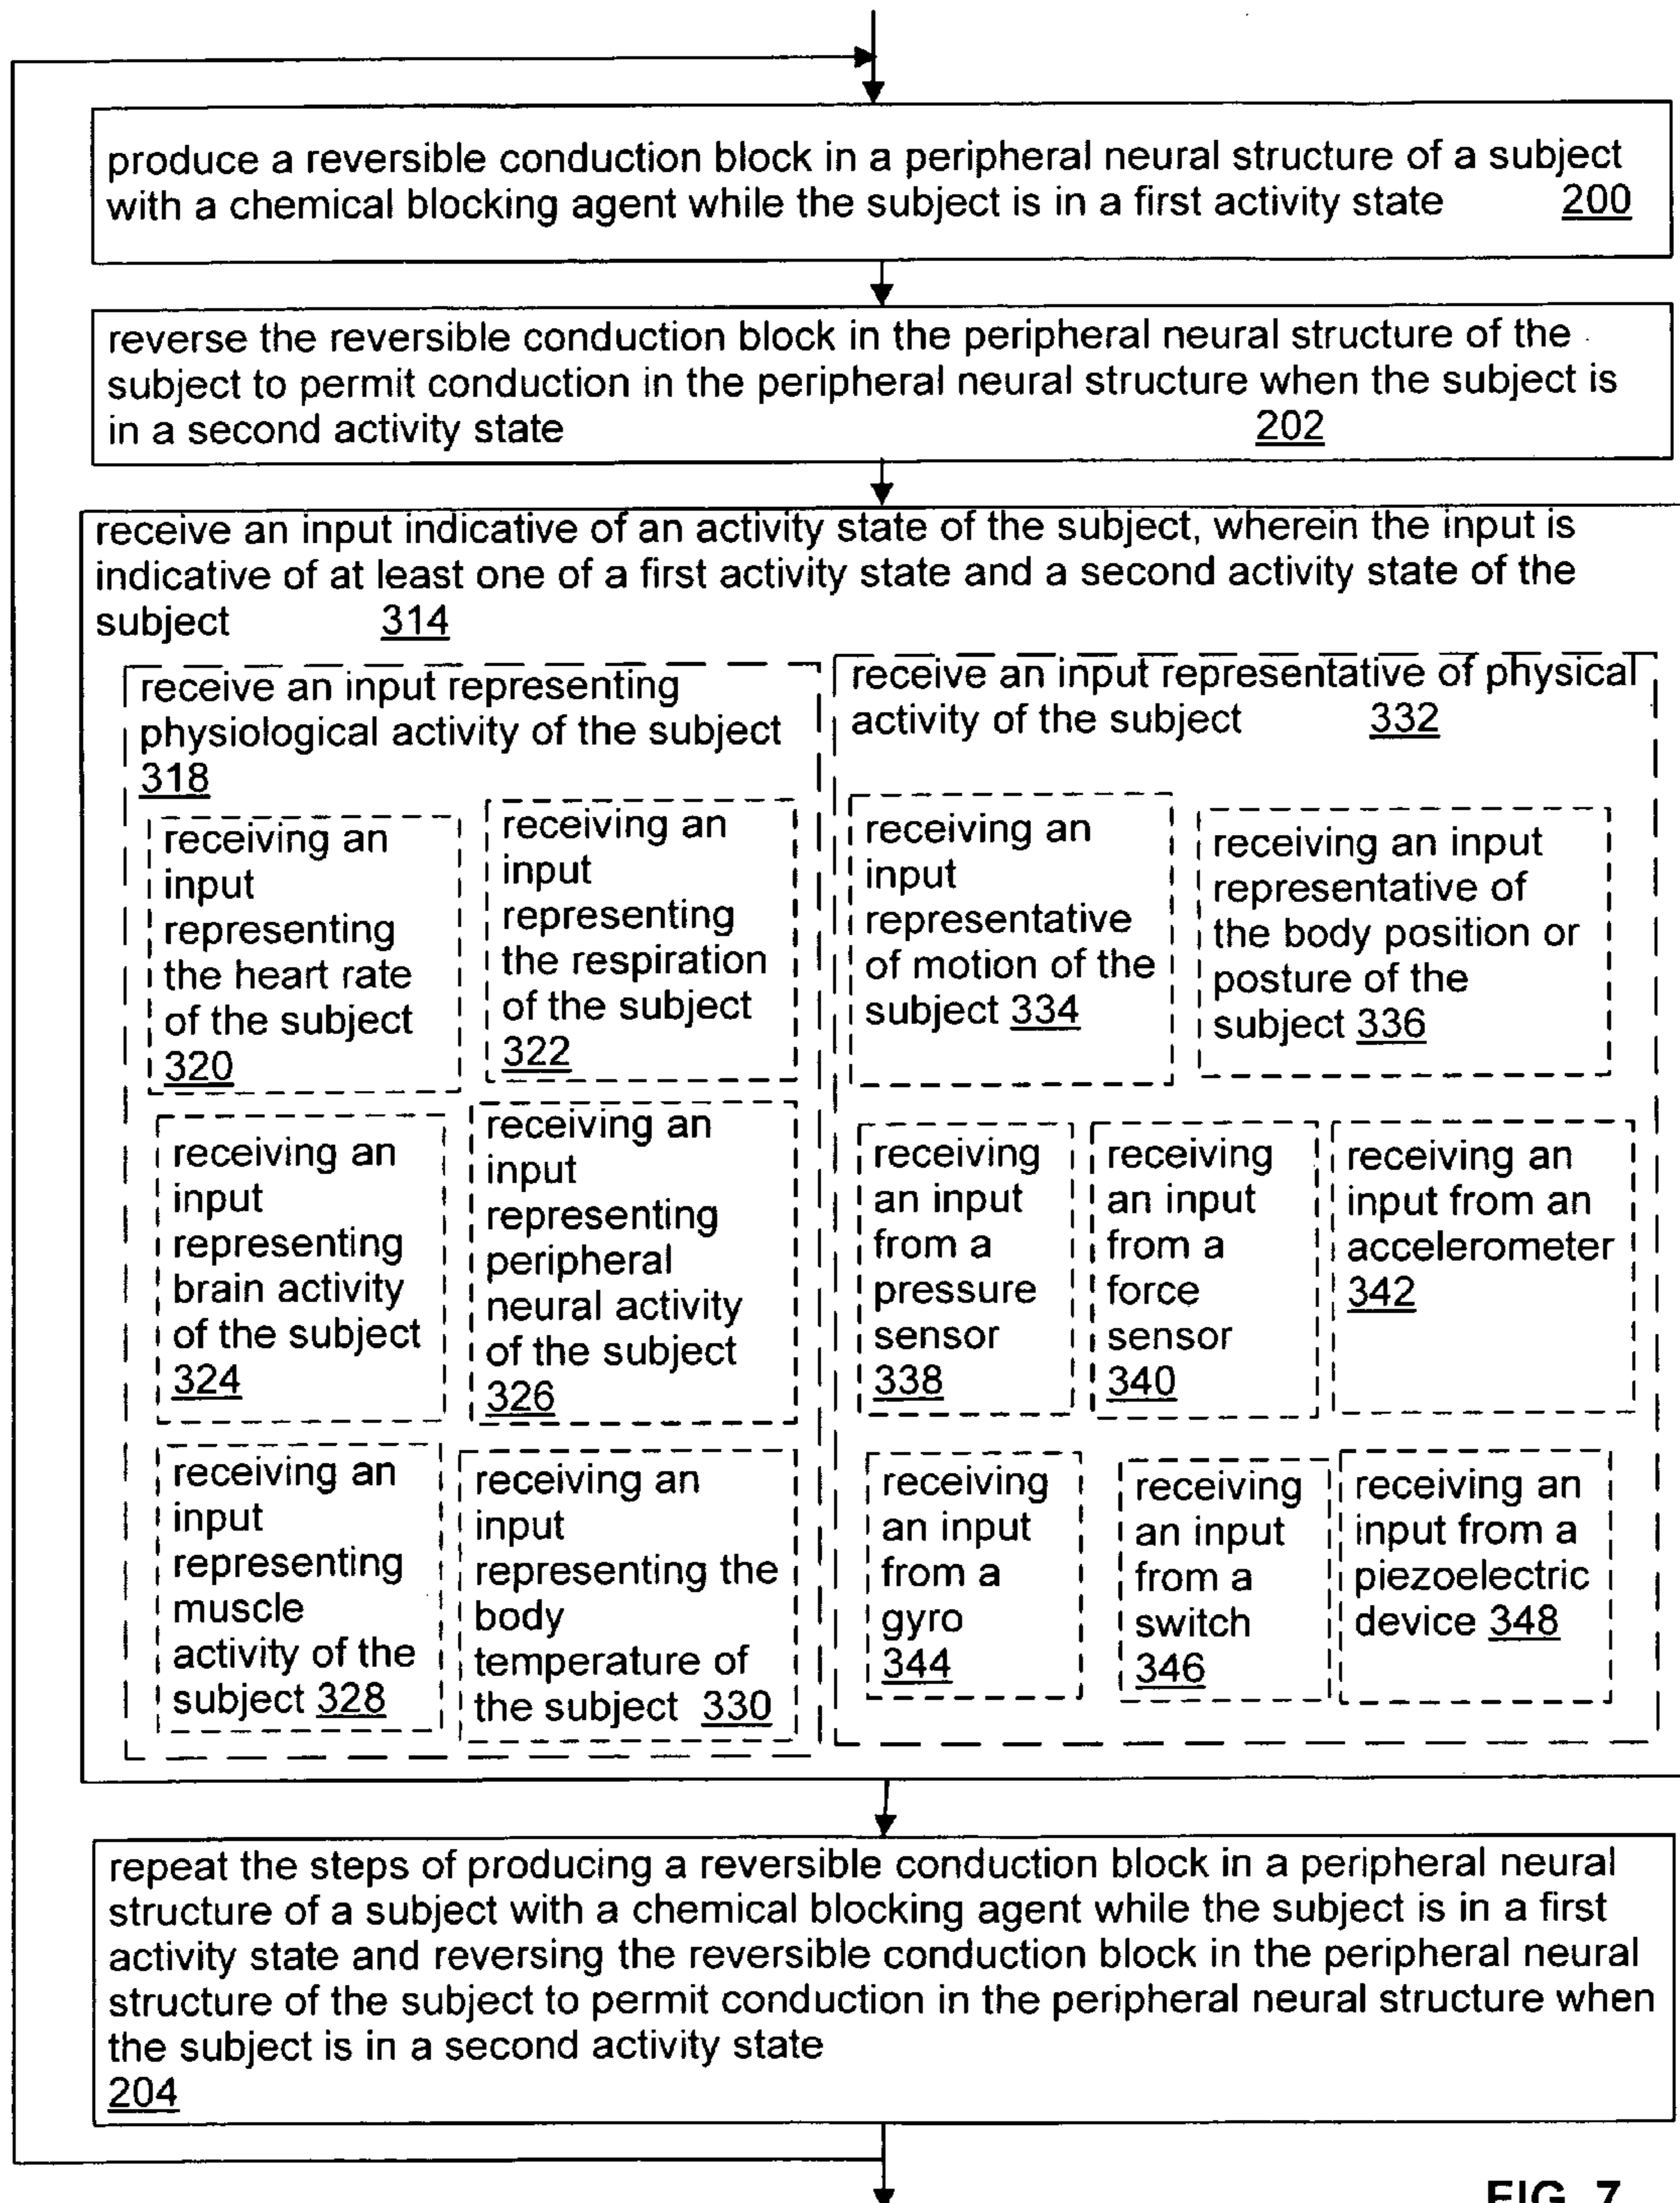 produce a reversible conduction block in a peripheral neural structure of a subject
with a chemical blocking agent while the subject is in a first activity state 200
reverse the reversible conduction block in the peripheral neural structure of the
subject to permit conduction in the peripheral neural structure when the subject is
in a second activity state 202
receive an input indicative of an activity state of the subject, wherein the input is
indicative of at least one of a first activity state and a second activity state of the
subject 314
receive an input representing
physiological activity of the subject
318
receiving an
input
representing
the heart rate
of the subject
320
receiving an
input
representing
the respiration
of the subject
322
receiving an
input
representing
brain activity
of the subject
324
receiving an
input
representing
peripheral
neural activity
of the subject
326
receiving an
input
representing
muscle
activity of the
subject 328
receiving an
input
representing the
body
temperature of
the subject 330
receive an input representative of physical
activity of the subject 332
receiving an
input
representative
of motion of the
subject 334
receiving an input
representative of
the body position or
posture of the
subject 336
receiving
an input
from a
pressure
sensor
338
receiving
an input
from a
force
sensor
340
receiving an
input from an
accelerometer
342
receiving
an input
from a
gyro
344
receiving
an input
from a
switch
346
receiving an
input from a
piezoelectric
device 348
repeat the steps of producing a reversible conduction block in a peripheral neural
structure of a subject with a chemical blocking agent while the subject is in a first
activity state and reversing the reversible conduction block in the peripheral neural
structure of the subject to permit conduction in the peripheral neural structure when
the subject is in a second activity state
204
FIG. 7